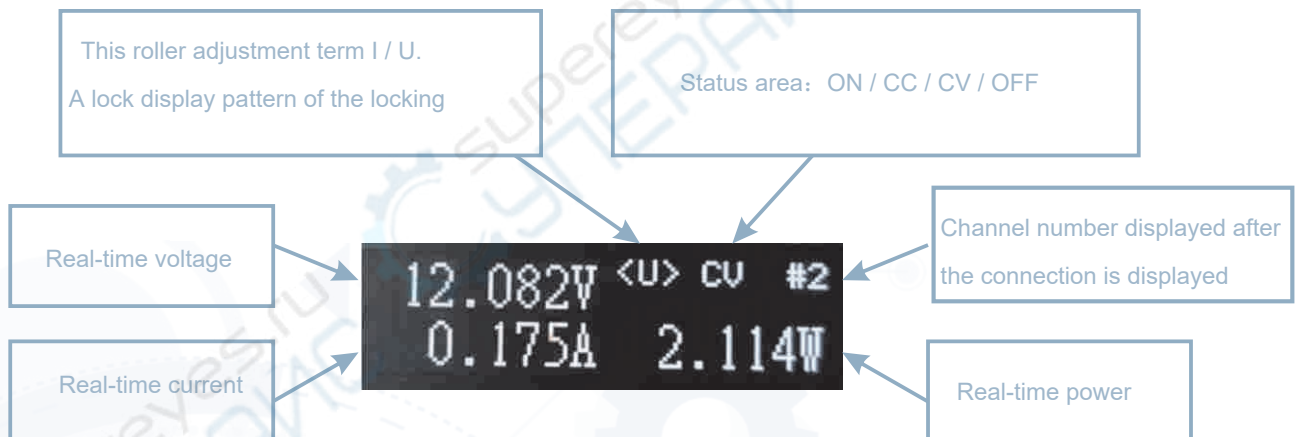 This roller adjustment term I / U.
A lock display pattern of the locking
Status area：ON / CC / CV / OFF
Real-time voltage
Channel number displayed after
the connection is displayed
12.082V <U> CV #2
0.175A 2.114W
Real-time current
Real-time power